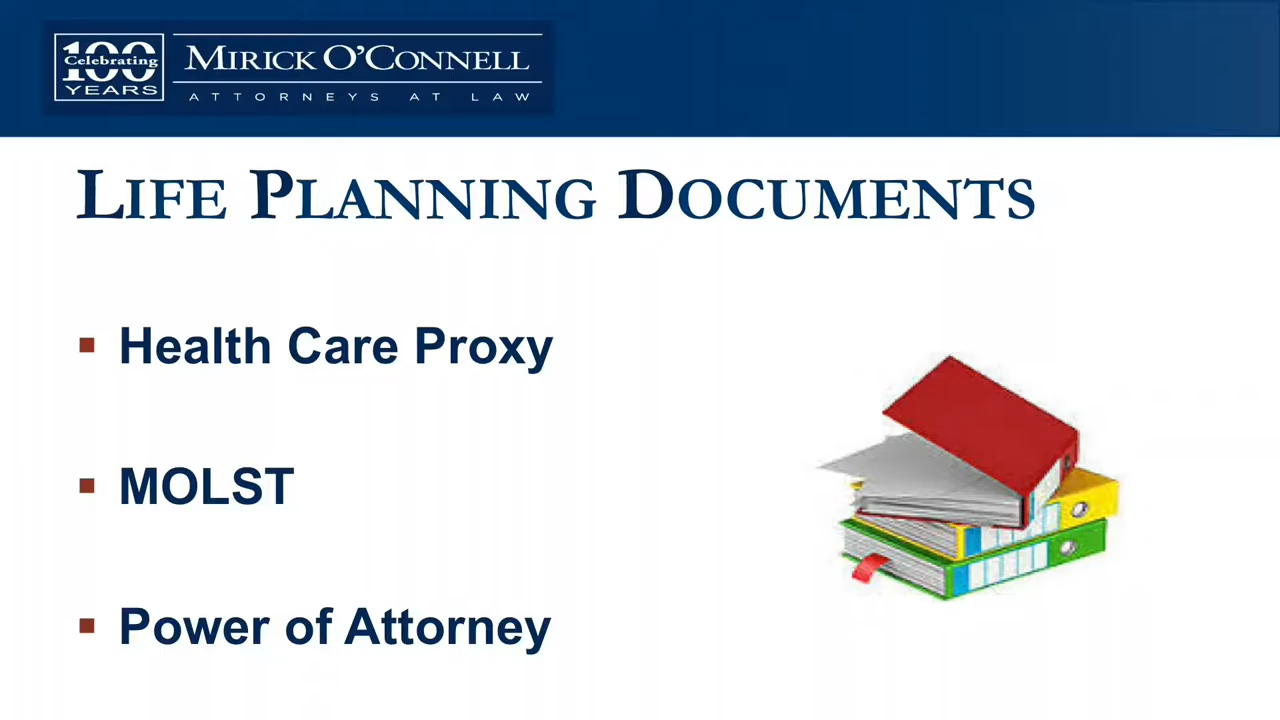 Celebrating
100
YEARS
MIRICK O'CONNELL
ATTORNEYS AT LAW
LIFE PLANNING DOCUMENTS
▪ Health Care Proxy
▪ MOLST
▪ Power of Attorney